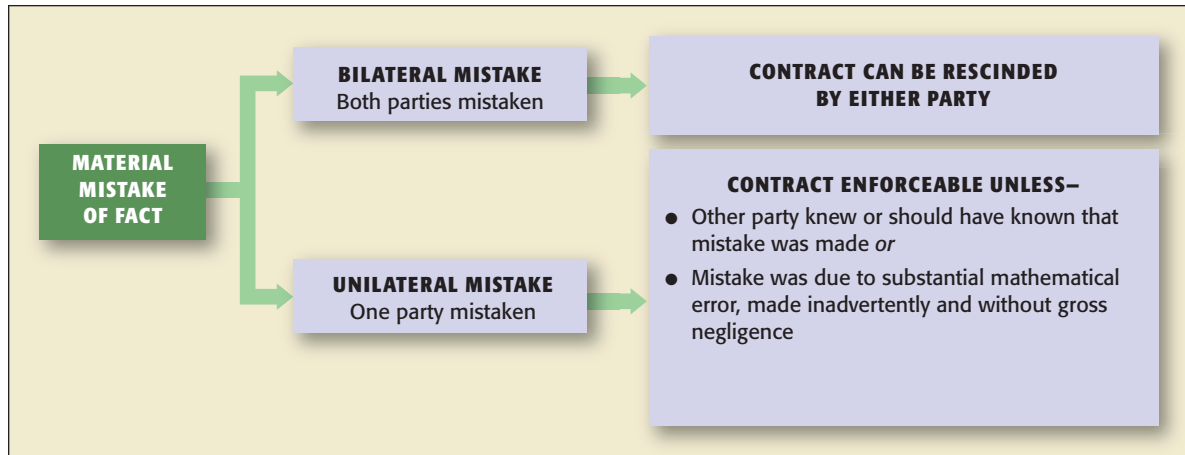 MATERIAL
MISTAKE
OF FACT
BILATERAL MISTAKE
Both parties mistaken
CONTRACT CAN BE RESCINDED
BY EITHER PARTY
UNILATERAL MISTAKE
One party mistaken
CONTRACT ENFORCEABLE UNLESS—
● Other party knew or should have known that
mistake was made or
● Mistake was due to substantial mathematical
error, made inadvertently and without gross
negligence